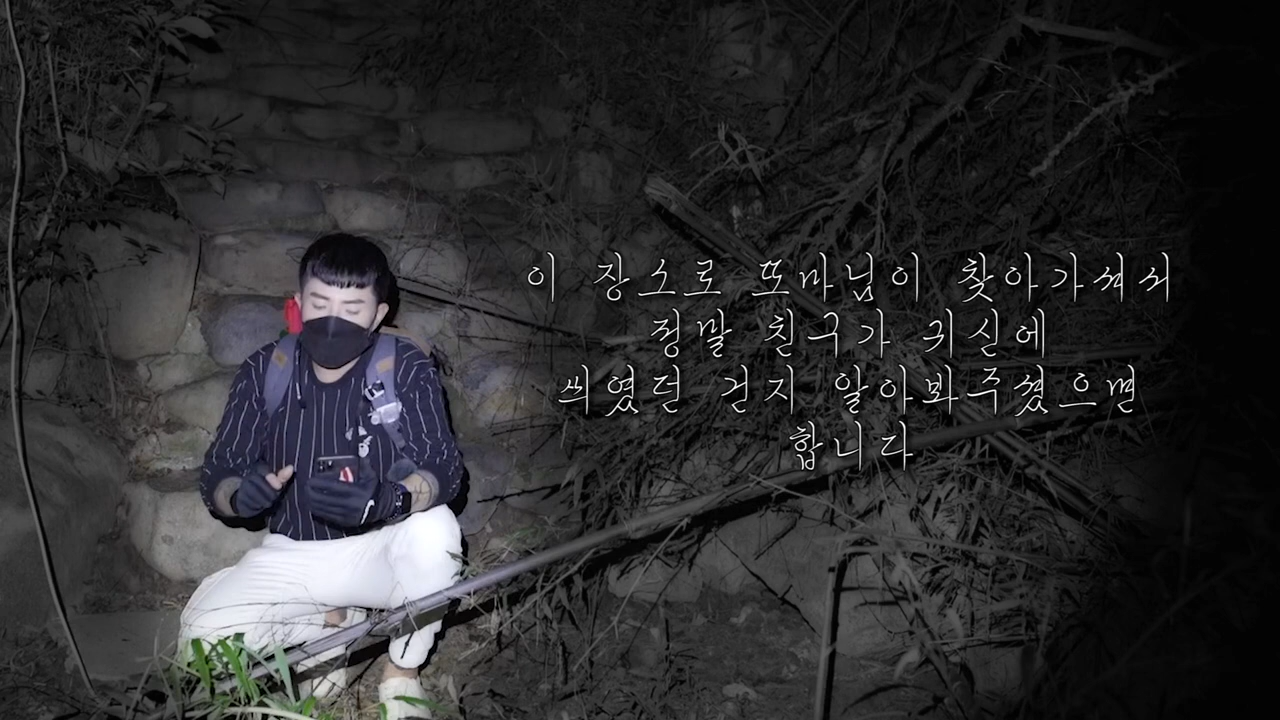 이 장소로 또마님이 찾아가셔서
정말 친구가 귀신에
씌였던 건지 알아봐주셨으면
합니다